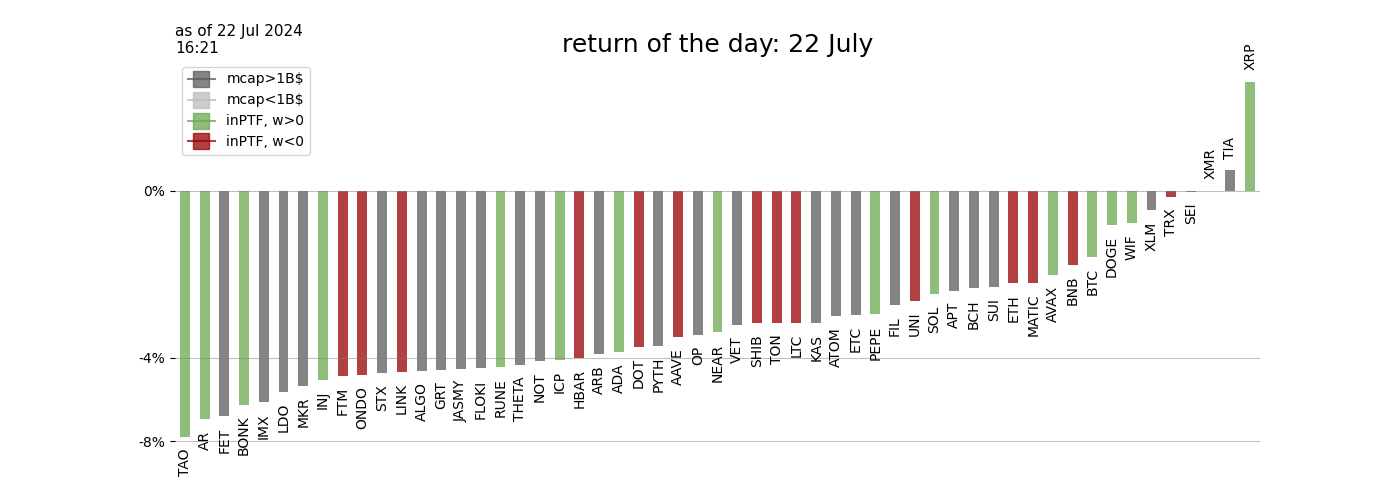 as of 22 Jul 2024
16:21
return of the day: 22 July
mcap>1B$
mcap<1B$
inPTF, w>0
inPTF, w<0
0%
-4%
-8%
TAO
AR
FET
BONK
IMX
LDO
MKR
INJ
FTM
ONDO
STX
LINK
ALGO
GRT
JASMY
FLOKI
RUNE
THETA
NOT
ICP
HBAR
ARB
ADA
DOT
PYTH
AAVE
OP
NEAR
VET
SHIB
TON
LTC
KAS
ATOM
ETC
PEPE
FIL
UNI
SOL
APT
BCH
SUI
ETH
MATIC
AVAX
BNB
BTC
DOGE
WIF
XLM
TRX
SEI
XMR
TIA
XRP